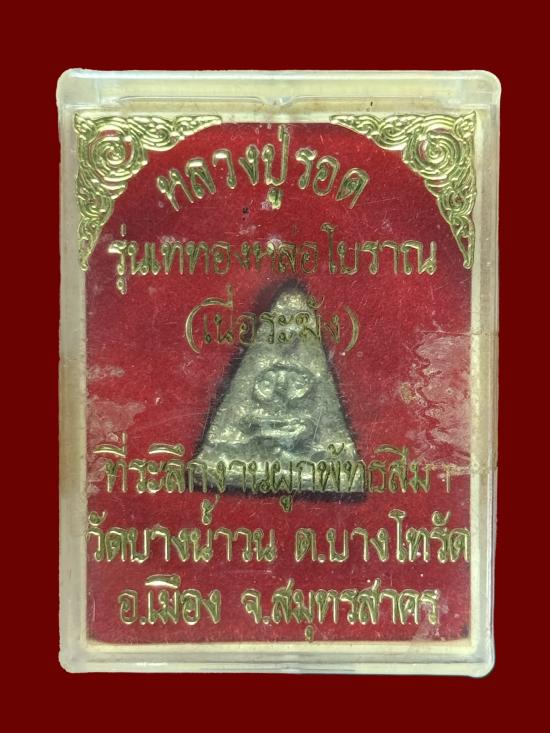 หลวงปู่รอด
รุ่นเททองหล่อโบราณ
(เนื้อระฆัง)
ที่ระลึกงานผูกพัทธสีมา
วัดบางน้ำวน ต.บางโทรัด
อ.เมือง จ.สมุทรสาคร